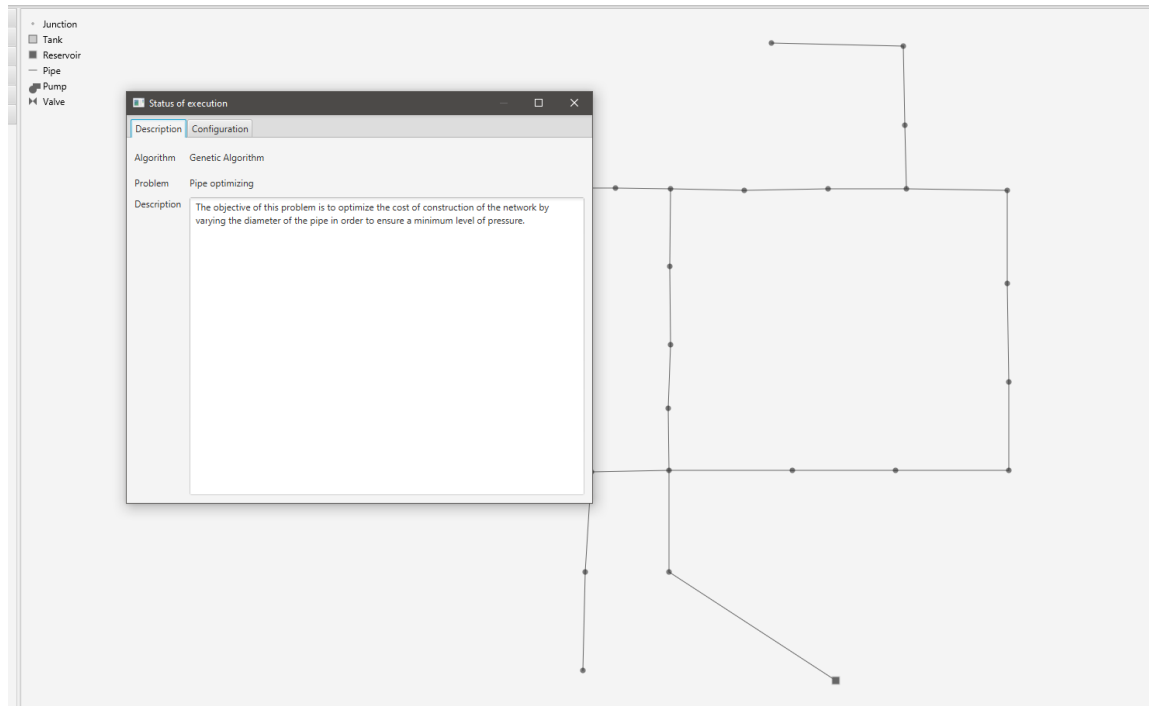 Junction
Tank
Reservoir
Pipe
Pump
Valve
Status of execution
Description Configuration
Algorithm Genetic Algorithm
Problem Pipe optimizing
Description The objective of this problem is to optimize the cost of construction of the network by
varying the diameter of the pipe in order to ensure a minimum level of pressure.